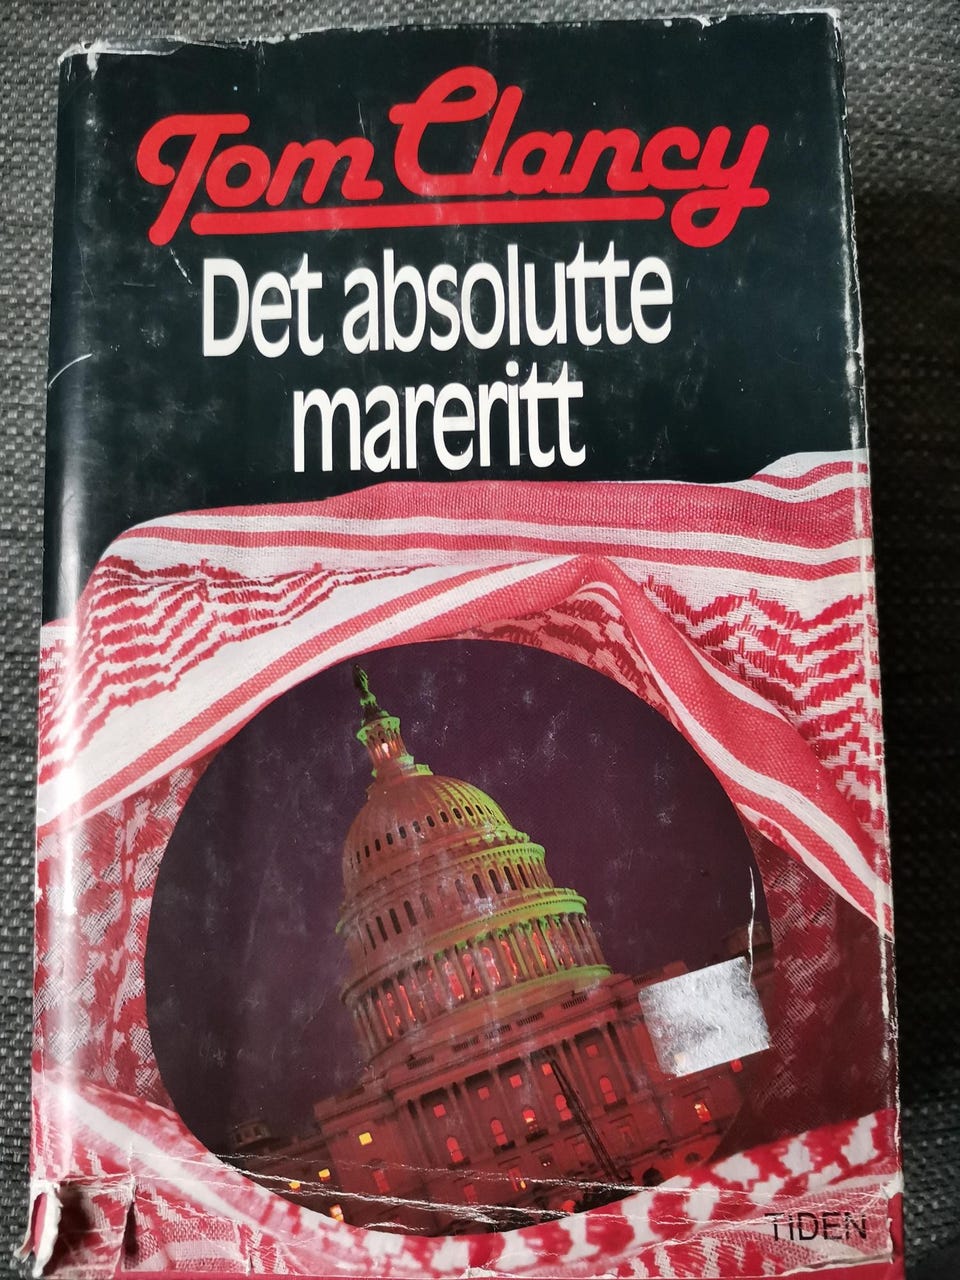 Tom Clancy
Det absolutte
mareritt
TIDEN